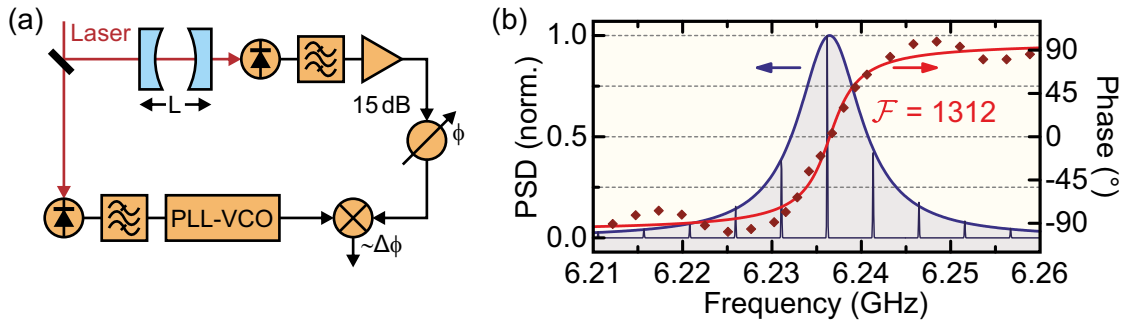 (a)
Laser
L
15 dB
ϕ
PLL-VCO
~Δϕ
(b)
PSD (norm.)
1.0
0.5
0.0
ℱ = 1312
90
45
0
-45
-90
Phase (°)
6.21 6.22 6.23 6.24 6.25 6.26
Frequency (GHz)